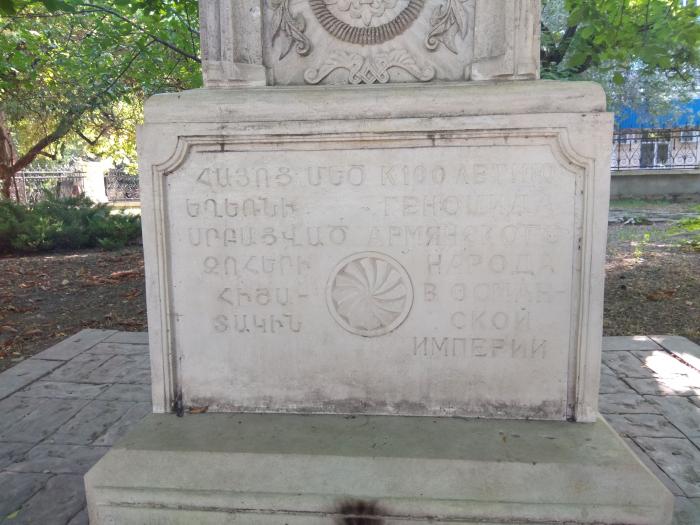 ՀԱՅՈՑ ՄԵԾ
ԵՂԵՌՆԻ
ՍՐԲԱՑՎԱԾ
ԶՈՀԵՐԻ
ՀԻՇԱ-
ՏԱԿԻՆ
К 100 ЛЕТИЮ
ГЕНОЦИДА
АРМЯНСКОГО
НАРОДА
В ОСМАН-
СКОЙ
ИМПЕРИИ